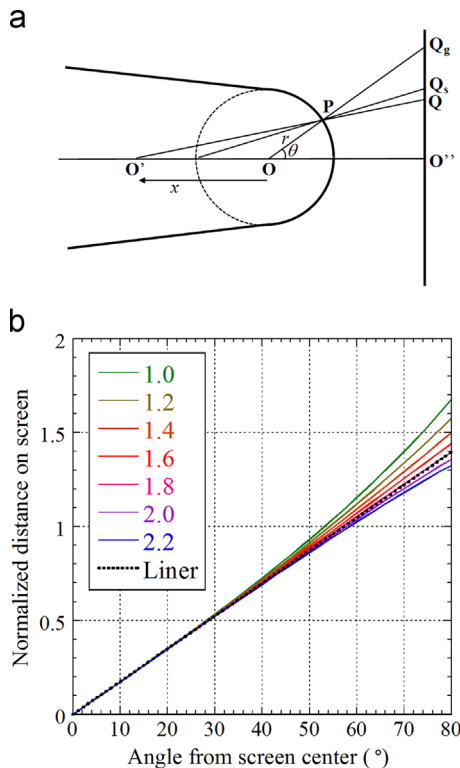 a
Qg
Qs
Q
P
r
θ
O'
O
O''
x
b
Normalized distance on screen
2
1.5
1
0.5
0
1.0
1.2
1.4
1.6
1.8
2.0
2.2
Liner
0 10 20 30 40 50 60 70 80
Angle from screen center (°)